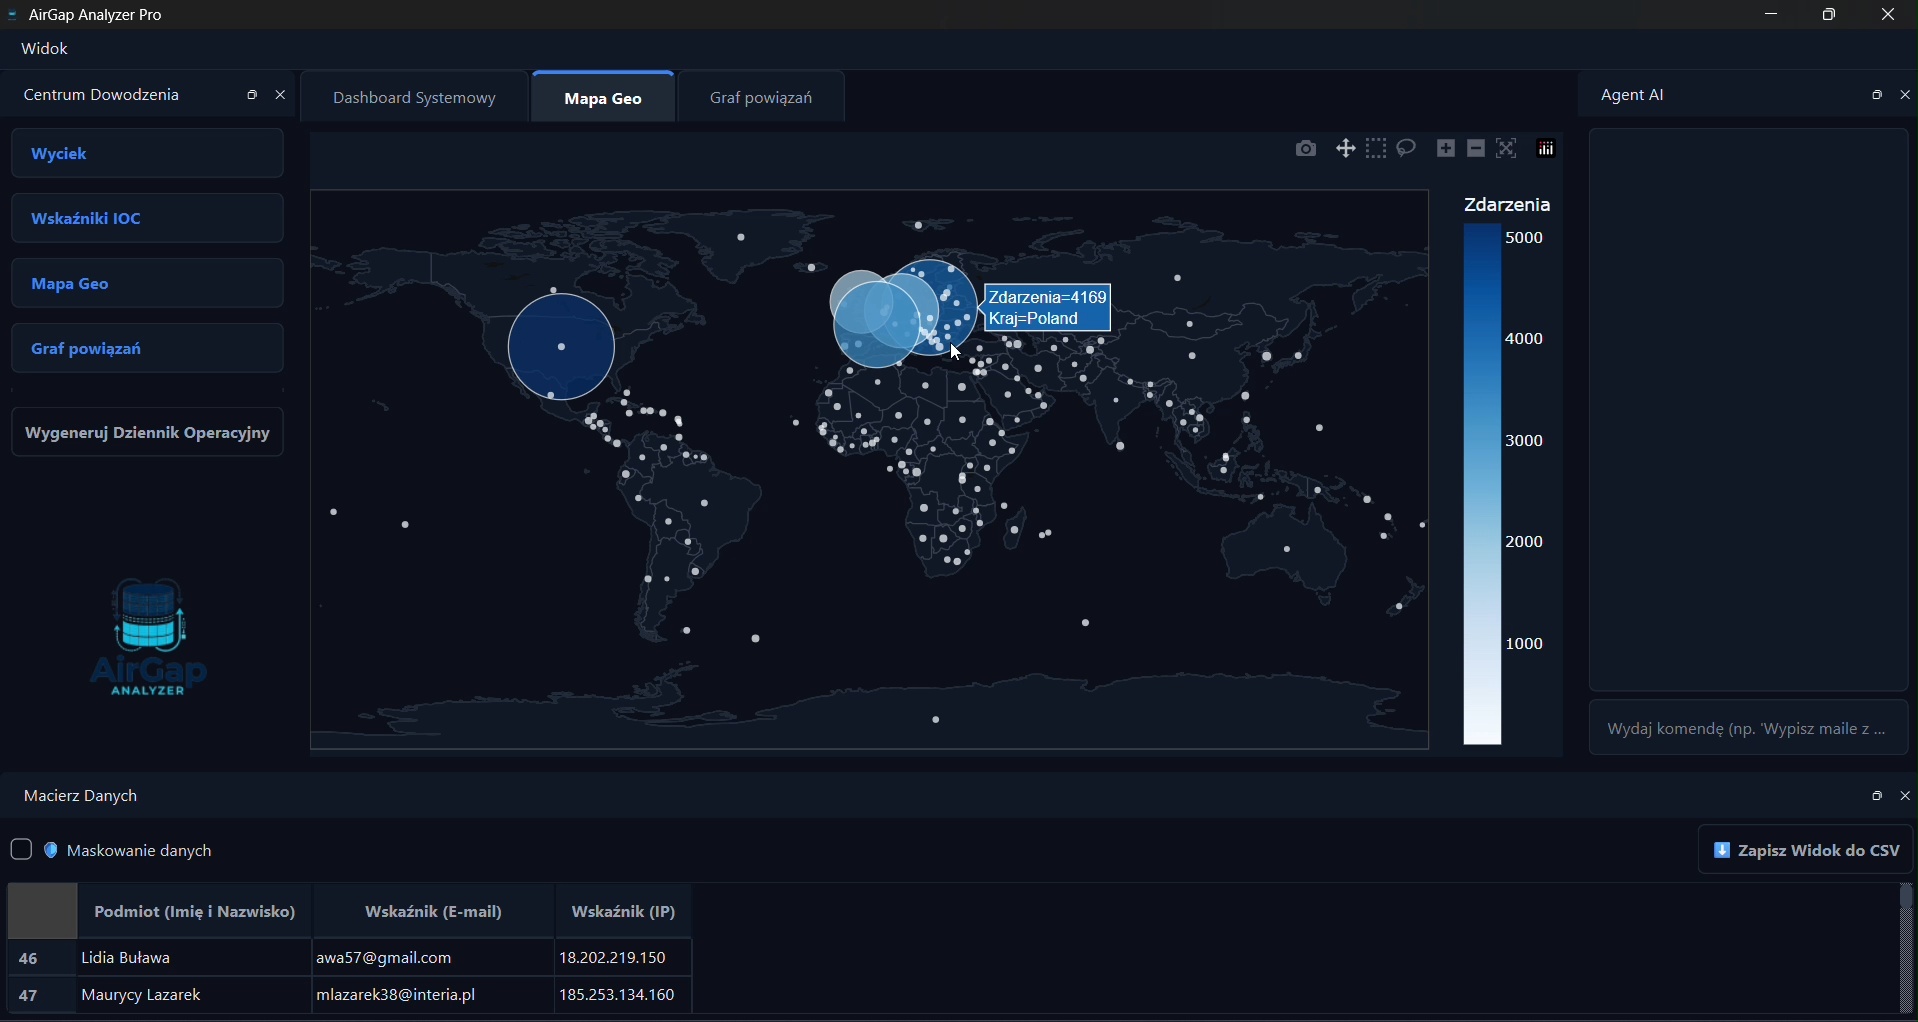 AirGap Analyzer Pro
Widok
Centrum Dowodzenia
Dashboard Systemowy
Mapa Geo
Graf powiązań
Agent AI
Wyciek
Wskaźniki IOC
Mapa Geo
Graf powiązań
Wygeneruj Dziennik Operacyjny
AirGap
ANALYZER
Zdarzenia=4169
Kraj=Poland
Zdarzenia
5000
4000
3000
2000
1000
Wydaj komendę (np. 'Wypisz maile z ...
Macierz Danych
Maskowanie danych
Zapisz Widok do CSV
Podmiot (Imię i Nazwisko) Wskaźnik (E-mail) Wskaźnik (IP)
46 Lidia Buława awa57@gmail.com 18.202.219.150
47 Maurycy Lazarek mlazarek38@interia.pl 185.253.134.160